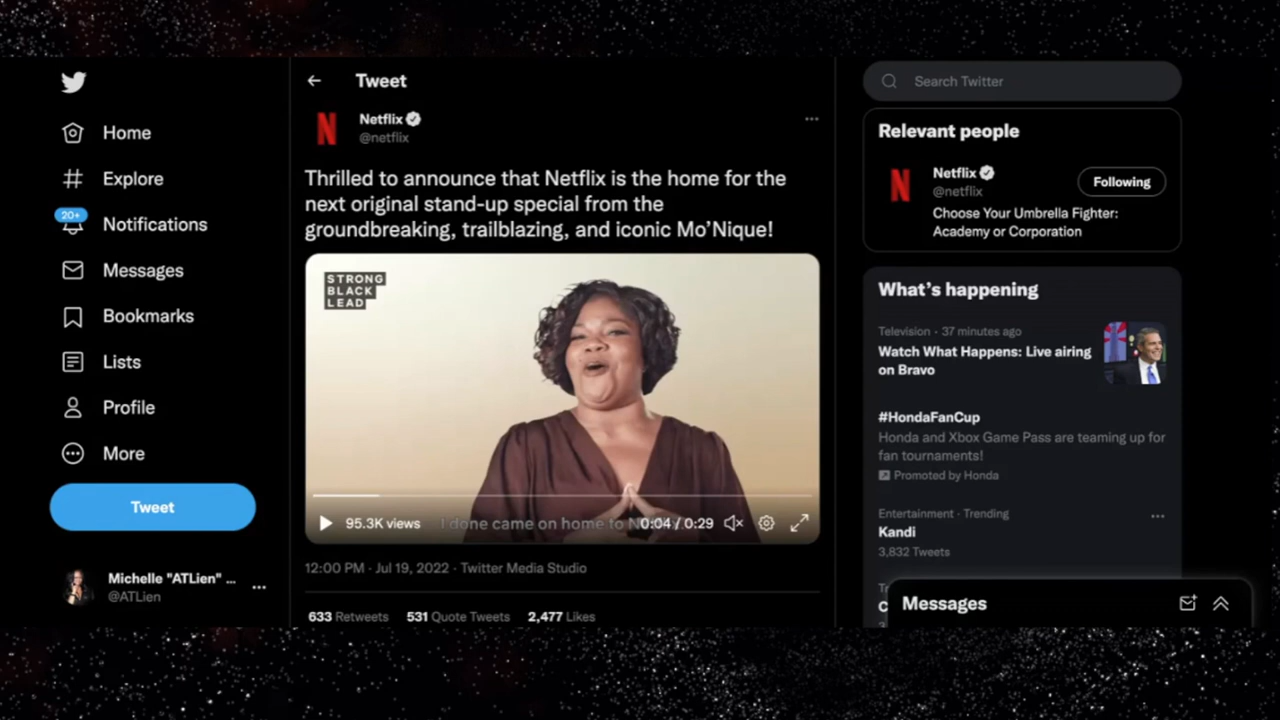 Home
Explore
20+
Notifications
Messages
Bookmarks
Lists
Profile
More
Tweet
Michelle "ATLien" ...
@ATLien
Tweet
Netflix
@netflix
Thrilled to announce that Netflix is the home for the
next original stand-up special from the
groundbreaking, trailblazing, and iconic Mo'Nique!
STRONG
BLACK
LEAD
95.3K views
I done came on home to
0:04 / 0:29
12:00 PM · Jul 19, 2022 · Twitter Media Studio
633 Retweets 531 Quote Tweets 2,477 Likes
Search Twitter
Relevant people
Netflix
@netflix
Following
Choose Your Umbrella Fighter:
Academy or Corporation
What's happening
Television · 37 minutes ago
Watch What Happens: Live airing
on Bravo
#HondaFanCup
Honda and Xbox Game Pass are teaming up for
fan tournaments!
Promoted by Honda
Entertainment · Trending
Kandi
3,832 Tweets
Messages